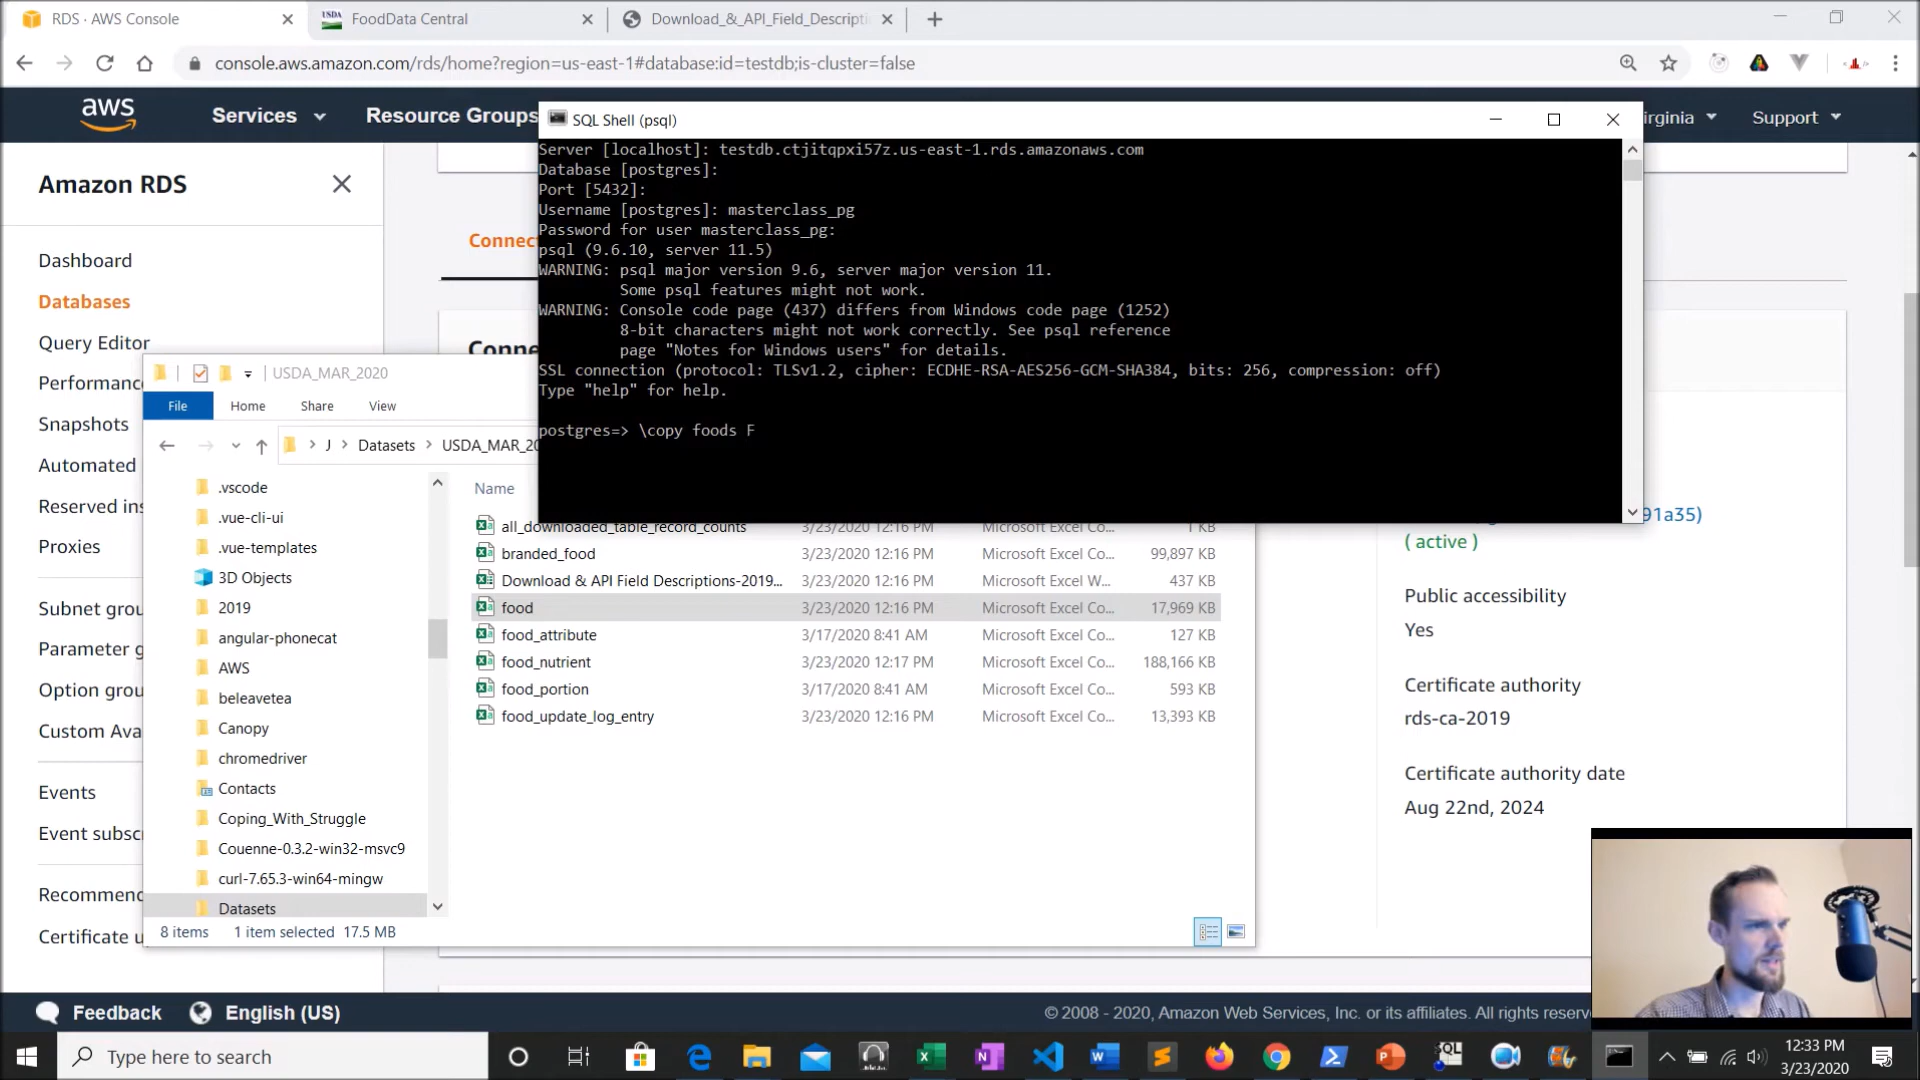 RDS · AWS Console
FoodData Central
Download_&_API_Field_Descripti
console.aws.amazon.com/rds/home?region=us-east-1#database:id=testdb;is-cluster=false
aws
Services
Resource Groups
irginia
Support
SQL Shell (psql)
Server [localhost]: testdb.ctjitqpxi57z.us-east-1.rds.amazonaws.com
Database [postgres]:
Port [5432]:
Username [postgres]: masterclass_pg
Password for user masterclass_pg:
psql (9.6.10, server 11.5)
WARNING: psql major version 9.6, server major version 11.
Some psql features might not work.
WARNING: Console code page (437) differs from Windows code page (1252)
8-bit characters might not work correctly. See psql reference
page "Notes for Windows users" for details.
SSL connection (protocol: TLSv1.2, cipher: ECDHE-RSA-AES256-GCM-SHA384, bits: 256, compression: off)
Type "help" for help.
postgres=> \copy foods F
Amazon RDS
Dashboard
Databases
Query Editor
Performanc
Snapshots
Automated
Reserved ins
Proxies
Subnet grou
Parameter g
Option grou
Custom Ava
Events
Event subsc
Recommenc
Certificate u
Connec
Connec
USDA_MAR_2020
File
Home
Share
View
J
Datasets
USDA_MAR_20
.vscode
.vue-cli-ui
.vue-templates
3D Objects
2019
angular-phonecat
AWS
beleavetea
Canopy
chromedriver
Contacts
Coping_With_Struggle
Couenne-0.3.2-win32-msvc9
curl-7.65.3-win64-mingw
Datasets
Name
all_downloaded_table_record_counts 3/23/2020 12:16 PM Microsoft Excel Co... 1 KB
branded_food 3/23/2020 12:16 PM Microsoft Excel Co... 99,897 KB
Download & API Field Descriptions-2019... 3/23/2020 12:16 PM Microsoft Excel W... 437 KB
food 3/23/2020 12:16 PM Microsoft Excel Co... 17,969 KB
food_attribute 3/17/2020 8:41 AM Microsoft Excel Co... 127 KB
food_nutrient 3/23/2020 12:17 PM Microsoft Excel Co... 188,166 KB
food_portion 3/17/2020 8:41 AM Microsoft Excel Co... 593 KB
food_update_log_entry 3/23/2020 12:16 PM Microsoft Excel Co... 13,393 KB
8 items 1 item selected 17.5 MB
91a35)
( active )
Public accessibility
Yes
Certificate authority
rds-ca-2019
Certificate authority date
Aug 22nd, 2024
Feedback
English (US)
© 2008 - 2020, Amazon Web Services, Inc. or its affiliates. All rights reserve
Type here to search
12:33 PM
3/23/2020